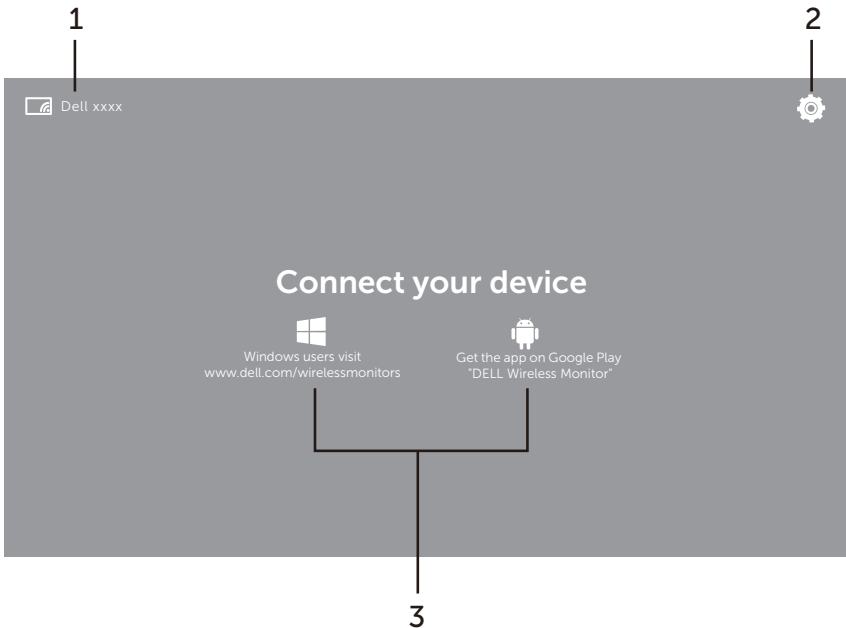 1
2
Dell xxxx
Connect your device
Windows users visit
www.dell.com/wirelessmonitors
Get the app on Google Play
"DELL Wireless Monitor"
3